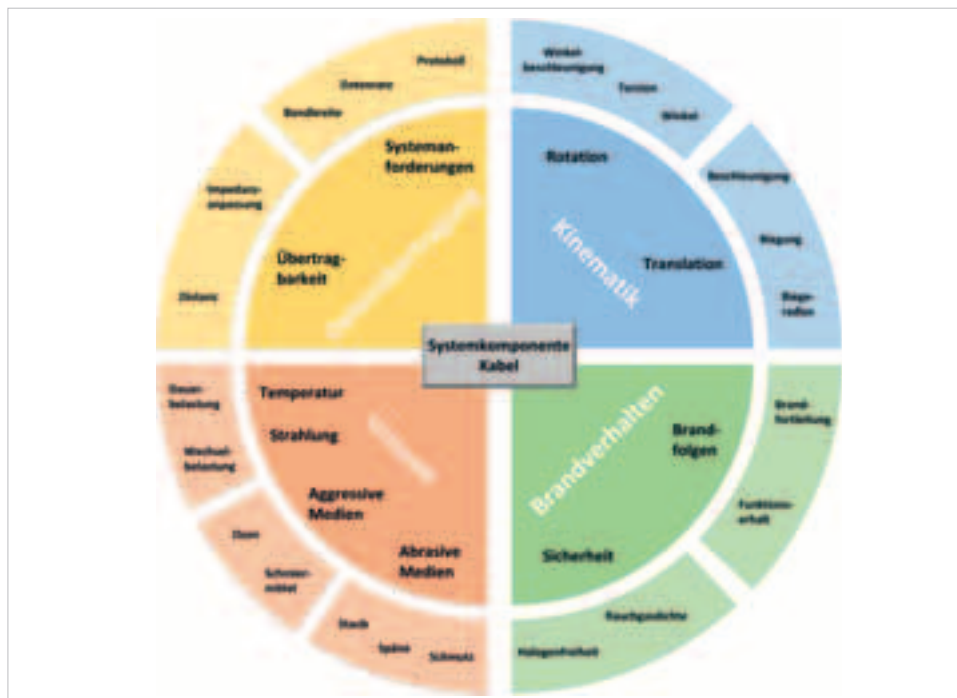 Protokoll
Datenrate
Bandbreite
Systeman-
forderungen
Impedanz-
anpassung
Übertrag-
barkeit
Distanz
Winkel-
beschleunigung
Torsion
Winkel
Rotation
Beschleunigung
Kinematik
Translation
Biegung
Biege-
radien
Systemkomponente
Kabel
Dauer-
belastung
Temperatur
Strahlung
Wechsel-
belastung
Aggressive
Medien
Ozon
Schmier-
mittel
Abrasive
Medien
Staub
Späne
Schmutz
Brandverhalten
Brand-
folgen
Brand-
fortleitung
Funktions-
erhalt
Sicherheit
Rauchgasdichte
Halogenfreiheit